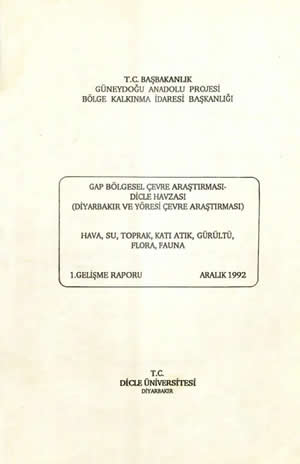 T.C. BAŞBAKANLIK
GÜNEYDOĞU ANADOLU PROJESİ
BÖLGE KALKINMA İDARESİ BAŞKANLIĞI
GAP BÖLGESEL ÇEVRE ARAŞTIRMASI-
DİCLE HAVZASI
(DİYARBAKIR VE YÖRESİ ÇEVRE ARAŞTIRMASI)
HAVA, SU, TOPRAK, KATI ATIK, GÜRÜLTÜ,
FLORA, FAUNA
1.GELİŞME RAPORU ARALIK 1992
T.C.
DİCLE ÜNİVERSİTESİ
DİYARBAKIR